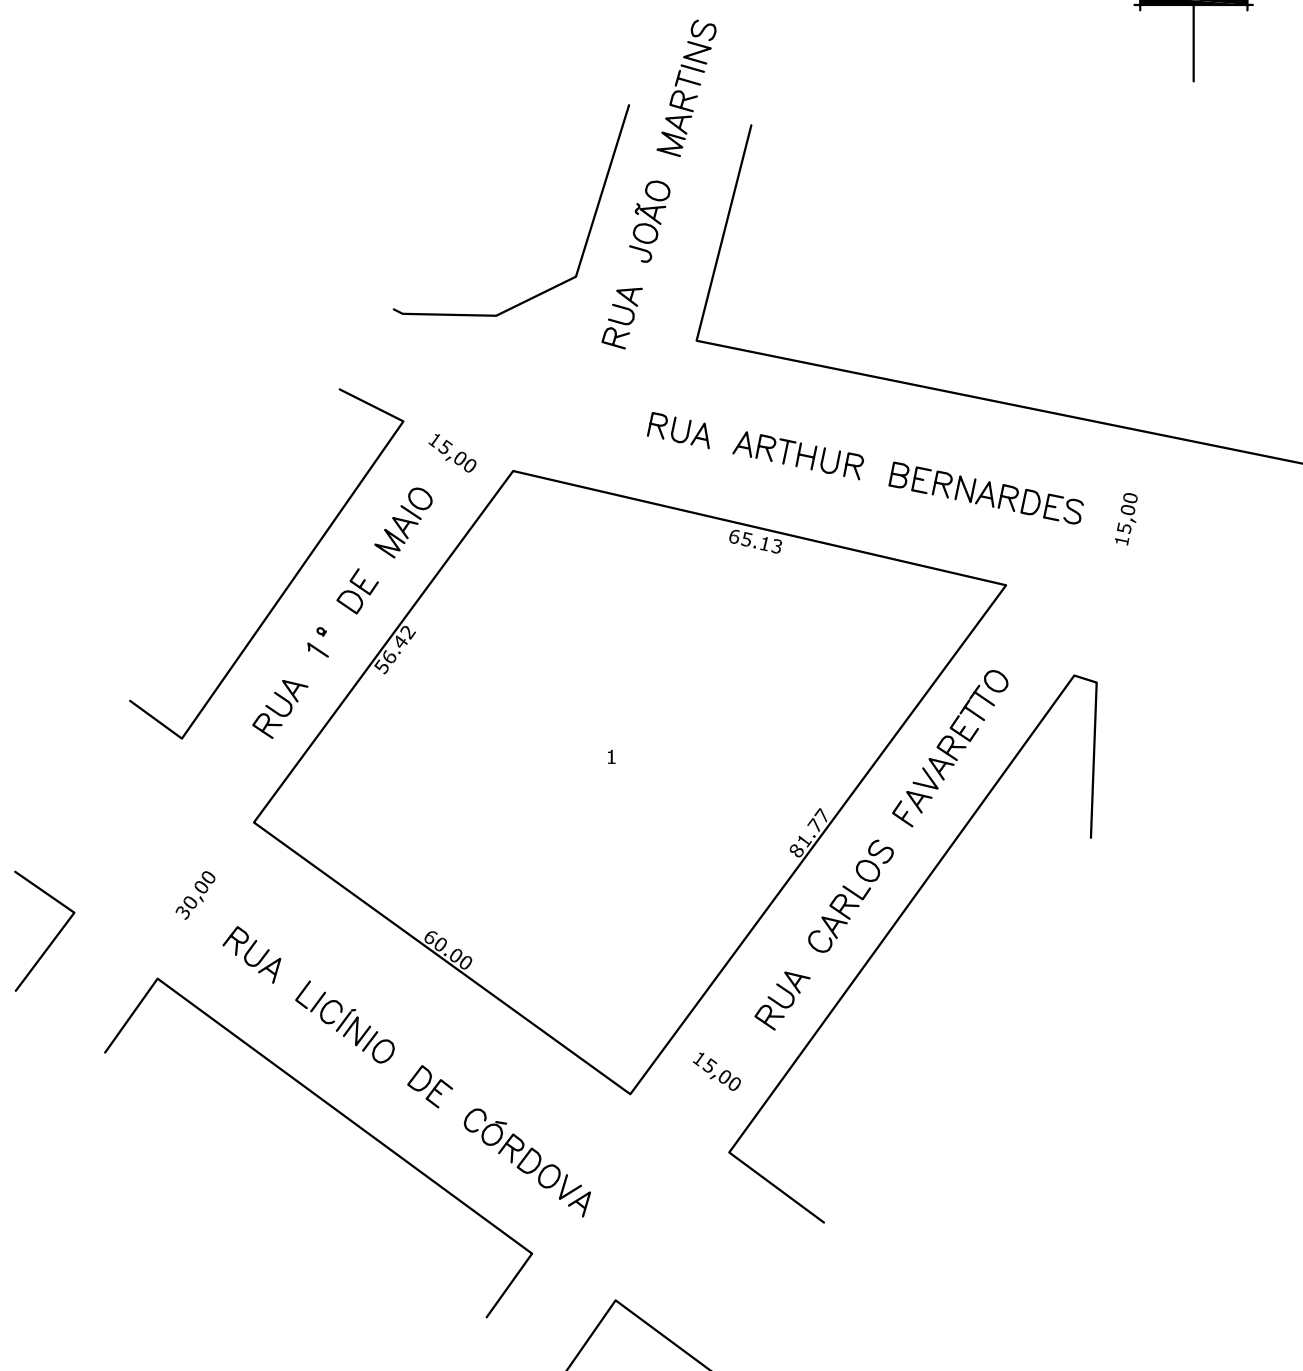 RUA JOÃO MARTINS
RUA ARTHUR BERNARDES
15,00
15,00
65.13
RUA 1º DE MAIO
56.42
1
RUA CARLOS FAVARETTO
81.77
30,00
60.00
RUA LICÍNIO DE CÓRDOVA
15,00